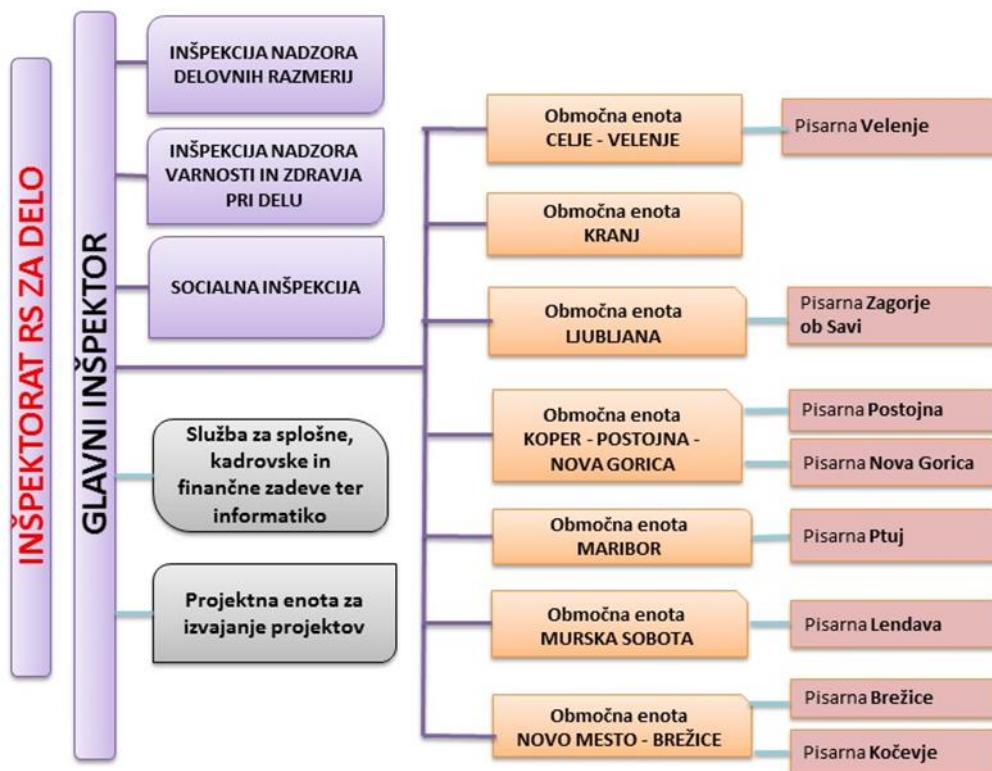 INŠPEKTORAT RS ZA DELO
GLAVNI INŠPEKTOR
INŠPEKCIJA NADZORA
DELOVNIH RAZMERIJ
INŠPEKCIJA NADZORA
VARNOSTI IN ZDRAVJA
PRI DELU
SOCIALNA INŠPEKCIJA
Služba za splošne,
kadrovske in
finančne zadeve ter
informatiko
Projektna enota za
izvajanje projektov
Območna enota
CELJE - VELENJE
Pisarna Velenje
Območna enota
KRANJ
Območna enota
LJUBLJANA
Pisarna Zagorje
ob Savi
Območna enota
KOPER - POSTOJNA -
NOVA GORICA
Pisarna Postojna
Pisarna Nova Gorica
Območna enota
MARIBOR
Pisarna Ptuj
Območna enota
MURSKA SOBOTA
Pisarna Lendava
Območna enota
NOVO MESTO - BREŽICE
Pisarna Brežice
Pisarna Kočevje